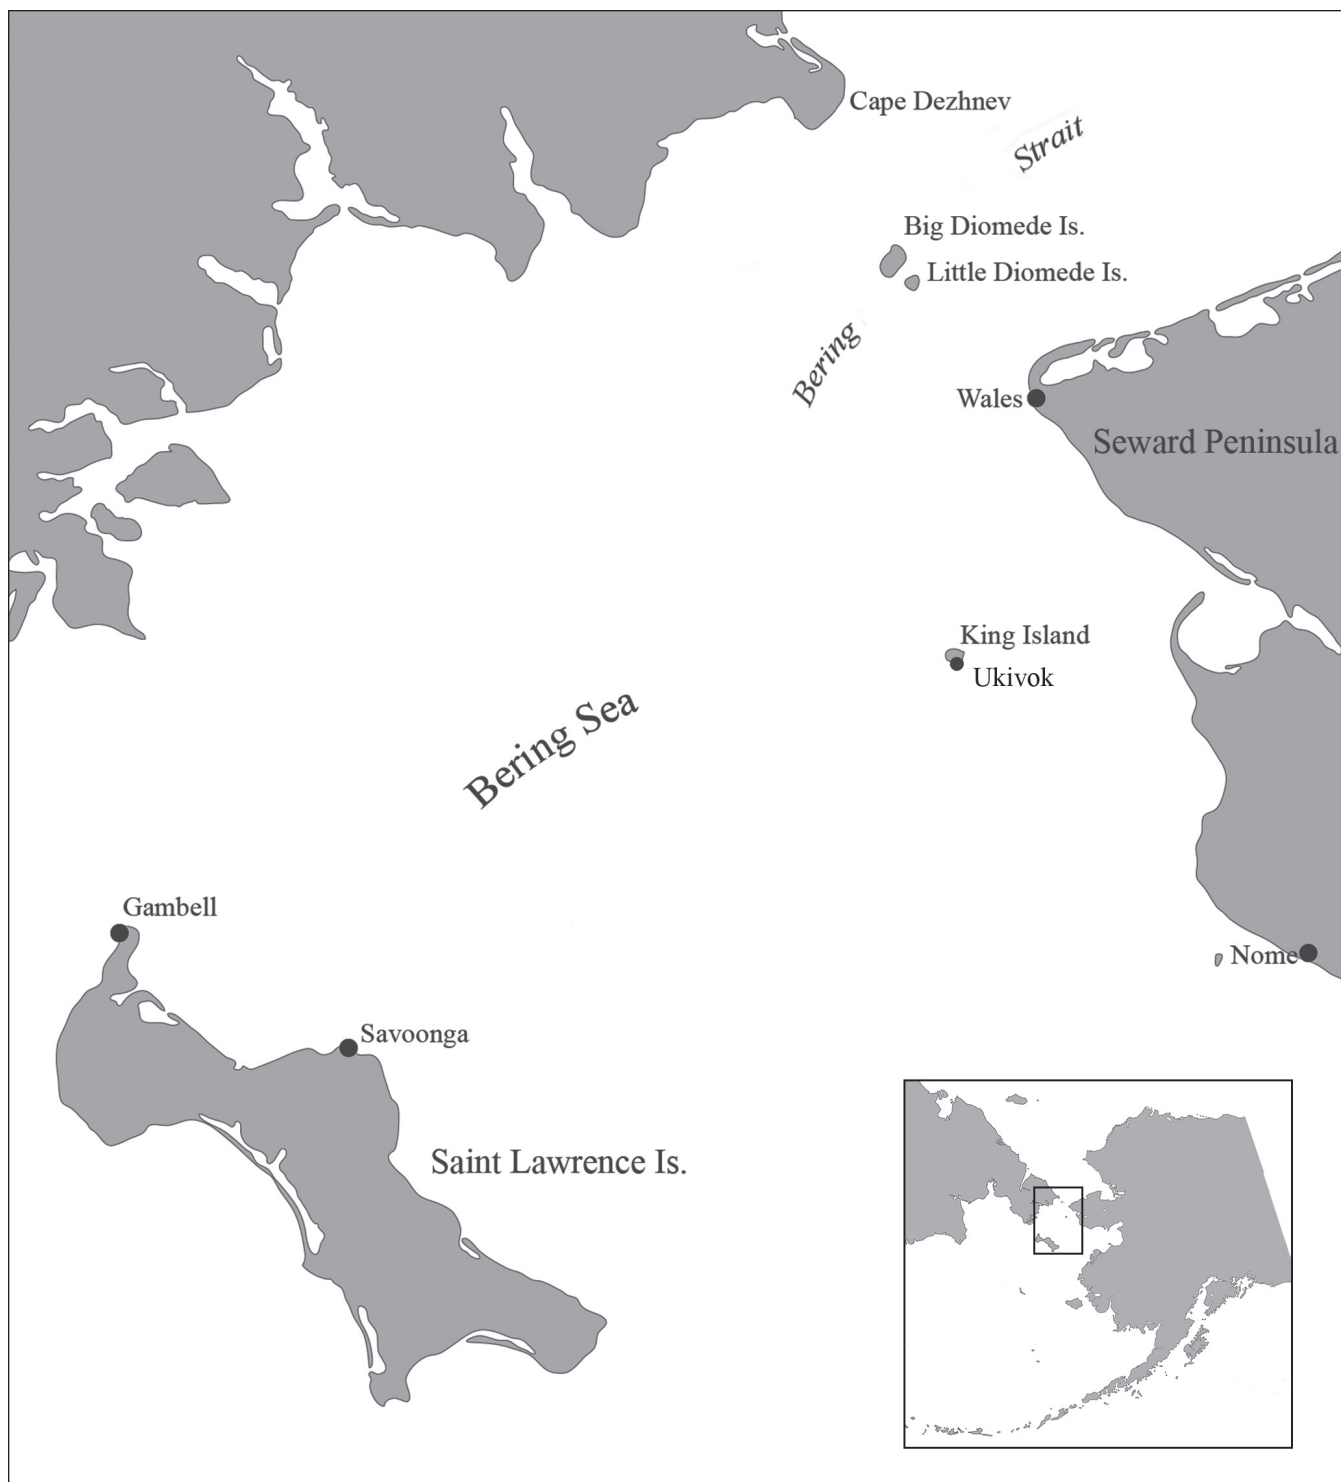 Cape Dezhnev
Strait
Big Diomede Is.
Little Diomede Is.
Bering
Wales
Seward Peninsula
King Island
Ukivok
Bering Sea
Gambell
Nome
Savoonga
Saint Lawrence Is.